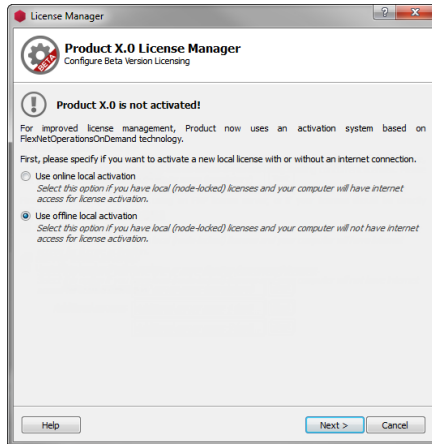 License Manager
Product X.0 License Manager
Configure Beta Version Licensing
BETA
Product X.0 is not activated!
For improved license management, Product now uses an activation system based on
FlexNetOperationsOnDemand technology.
First, please specify if you want to activate a new local license with or without an internet connection.
Use online local activation
Select this option if you have local (node-locked) licenses and your computer will have internet
access for license activation.
Use offline local activation
Select this option if you have local (node-locked) licenses and your computer will not have internet
access for license activation.
Help
Next >
Cancel